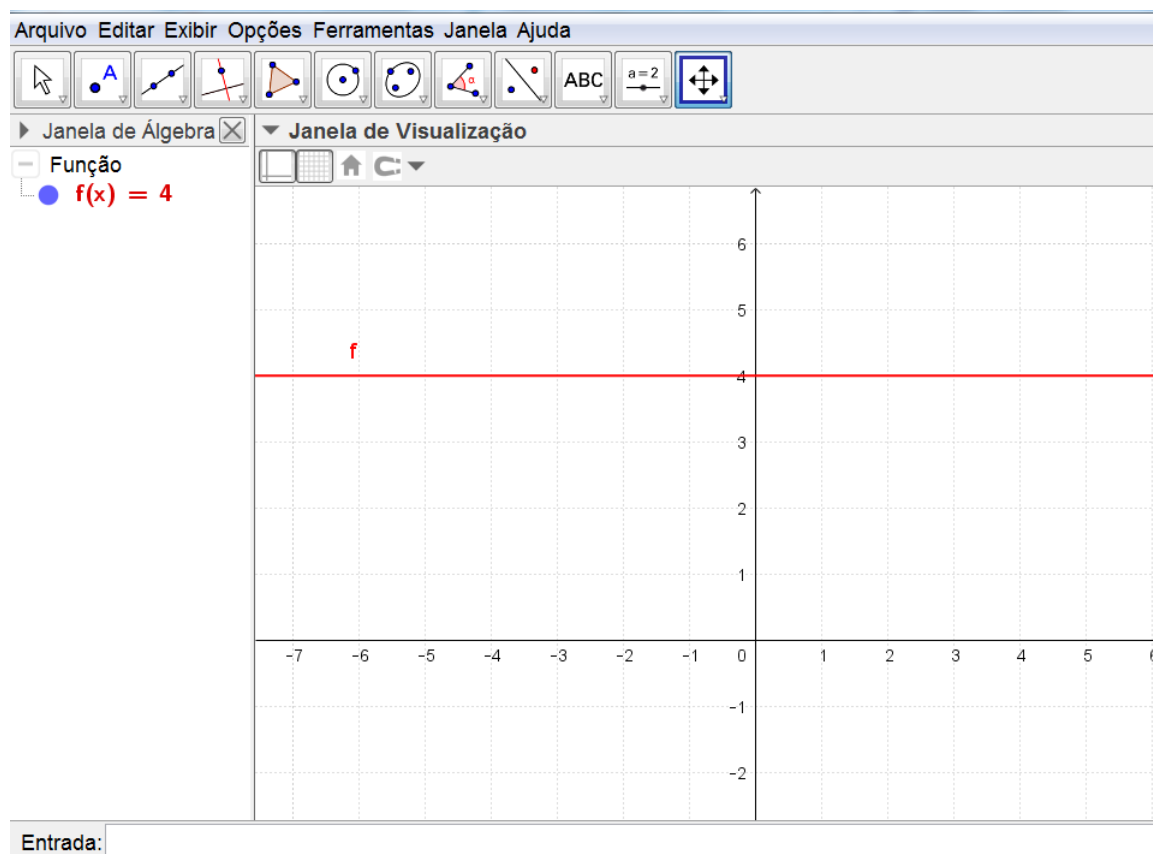 Arquivo Editar Exibir Opções Ferramentas Janela Ajuda
A
α
ABC
a=2
Janela de Álgebra
Janela de Visualização
Função
f(x) = 4
6
5
f
4
3
2
1
-7 -6 -5 -4 -3 -2 -1 0 1 2 3 4 5 6
-1
-2
Entrada: